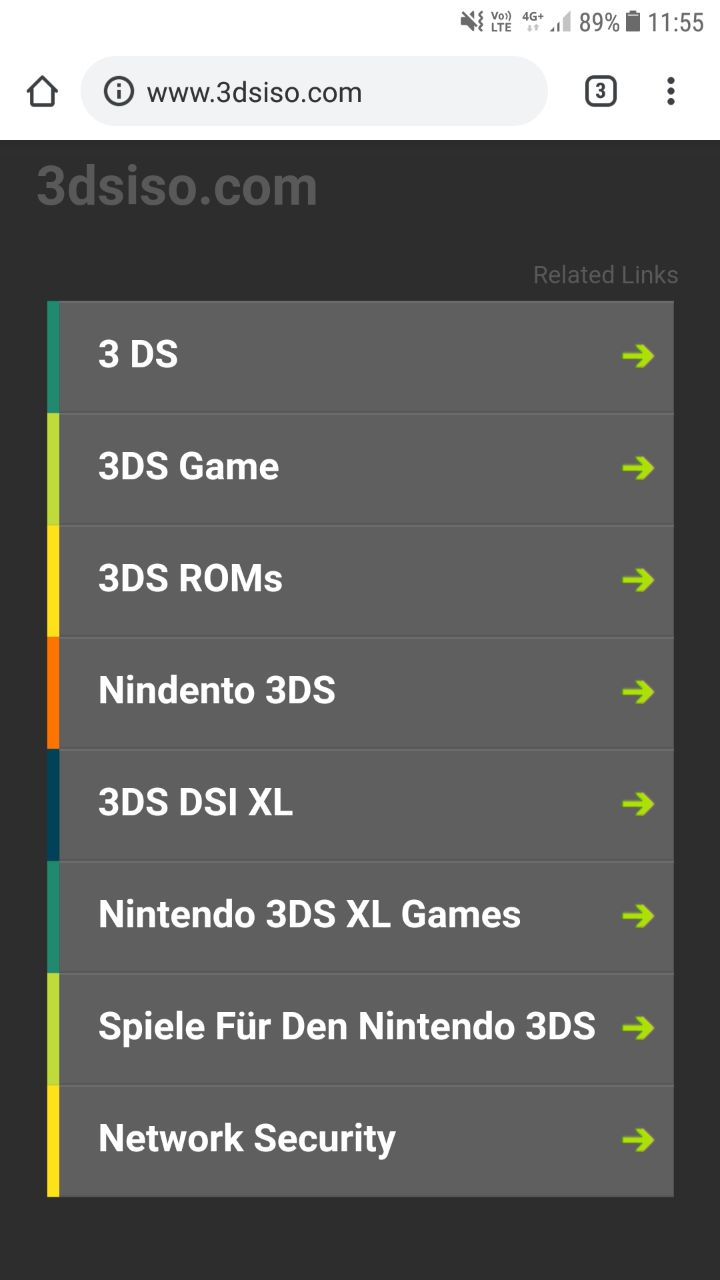 Vo)) LTE 4G+ 89% 11:55
www.3dsiso.com 3
3dsiso.com
Related Links
3 DS
3DS Game
3DS ROMs
Nindento 3DS
3DS DSI XL
Nintendo 3DS XL Games
Spiele Für Den Nintendo 3DS
Network Security